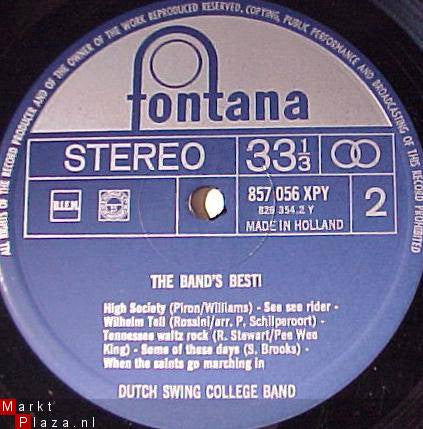 ALL RIGHTS OF THE RECORD PRODUCER AND OF THE OWNER OF THE WORK REPRODUCED RESERVED. COPYING, PUBLIC PERFORMANCE AND BROADCASTING OF THIS RECORD PROHIBITED
fontana
STEREO 33 1/3
B.I.E.M. 857 056 XPY 2
826 354.2 Y
MADE IN HOLLAND
THE BAND'S BEST!
High Society (Piron/Williams) - See see rider -
Wilhelm Tell (Rossini/arr. P. Schilperoort) -
Tennessee waltz rock (R. Stewart/Pee Wee
King) - Some of these days (S. Brooks) -
When the saints go marching in
DUTCH SWING COLLEGE BAND
Markt
Plaza.nl